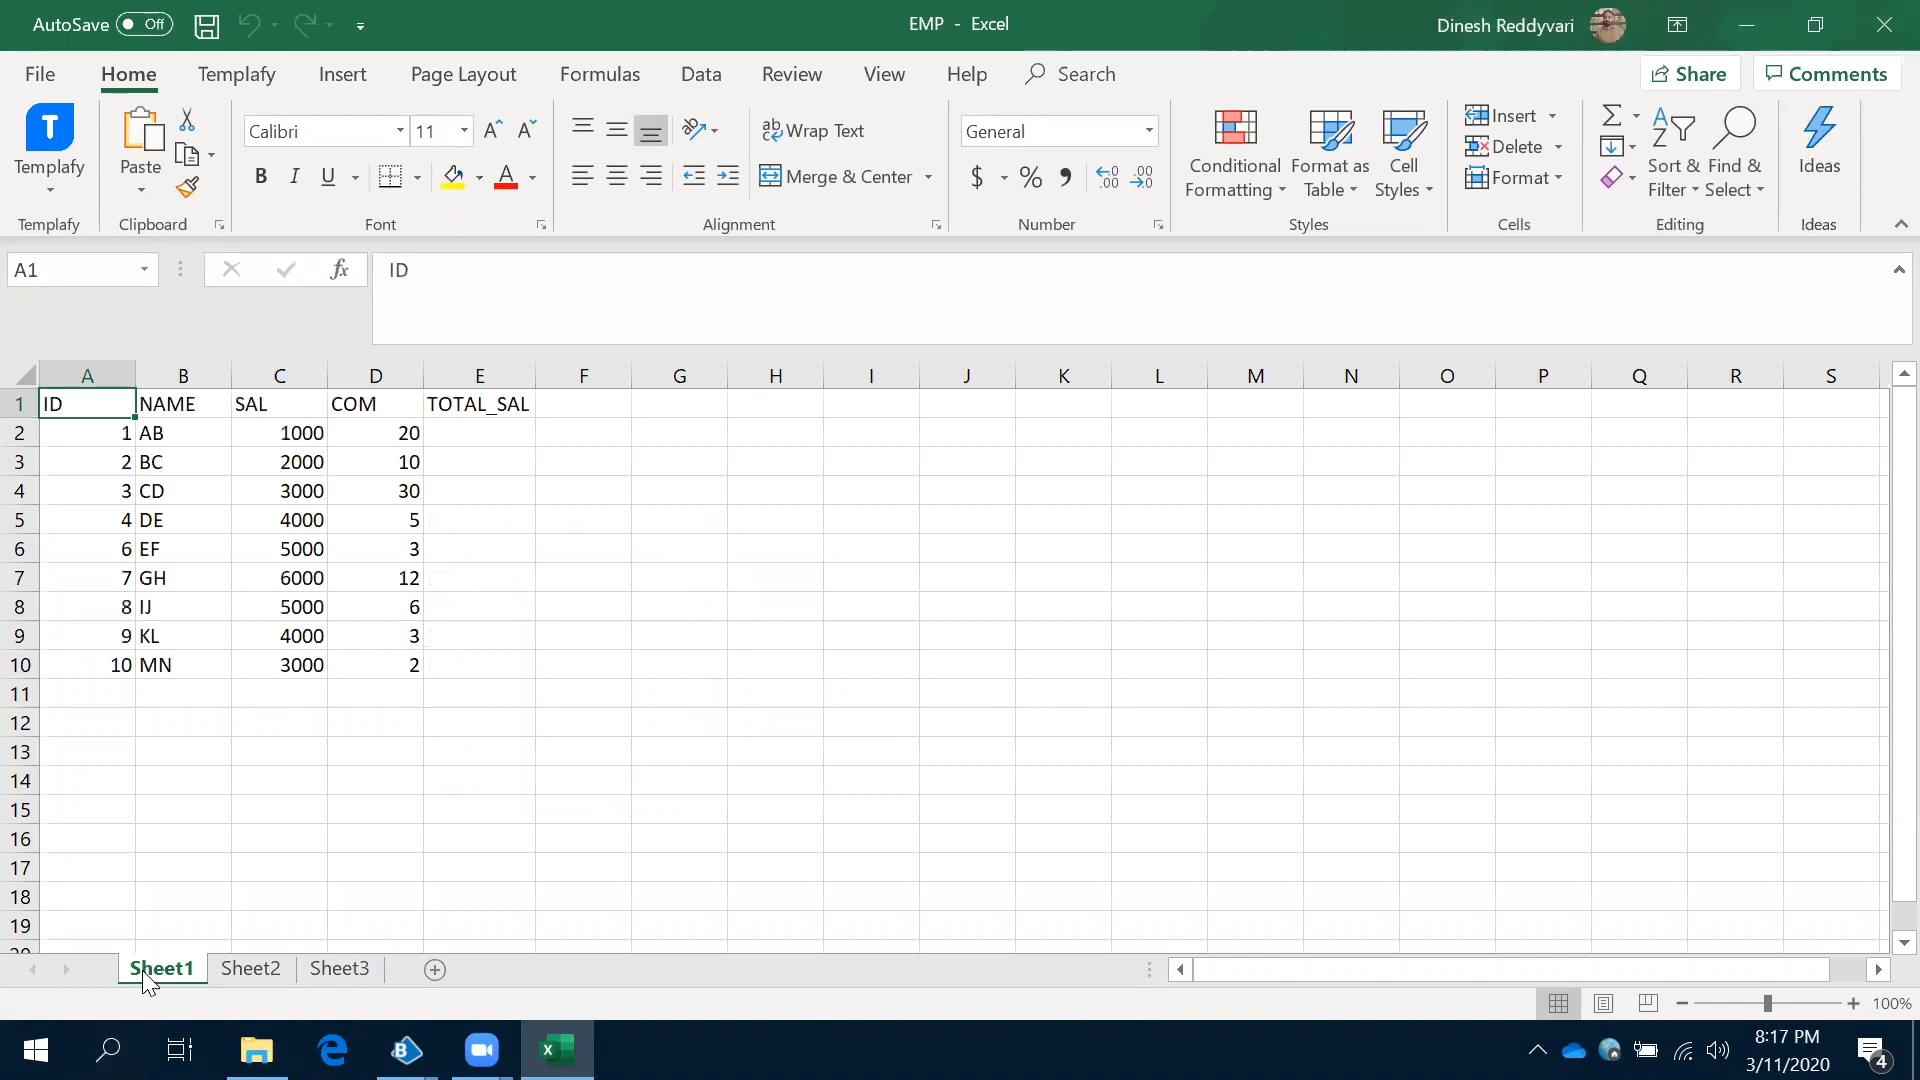 AutoSave Off EMP - Excel Dinesh Reddyvari
File Home Templafy Insert Page Layout Formulas Data Review View Help Search Share Comments
T Templafy Templafy
Paste Clipboard
Calibri 11 B I U A Font
ab Wrap Text Merge & Center Alignment
General $ % 9 .00 .00 Number
Conditional Formatting Format as Table Cell Styles Styles
Insert Delete Format Cells
Sort & Filter Find & Select Editing
Ideas Ideas
A1 fx ID
A B C D E F G H I J K L M N O P Q R S
1 ID NAME SAL COM TOTAL_SAL
2 1 AB 1000 20
3 2 BC 2000 10
4 3 CD 3000 30
5 4 DE 4000 5
6 6 EF 5000 3
7 7 GH 6000 12
8 8 IJ 5000 6
9 9 KL 4000 3
10 10 MN 3000 2
11
12
13
14
15
16
17
18
19
Sheet1 Sheet2 Sheet3
100%
8:17 PM
3/11/2020
4